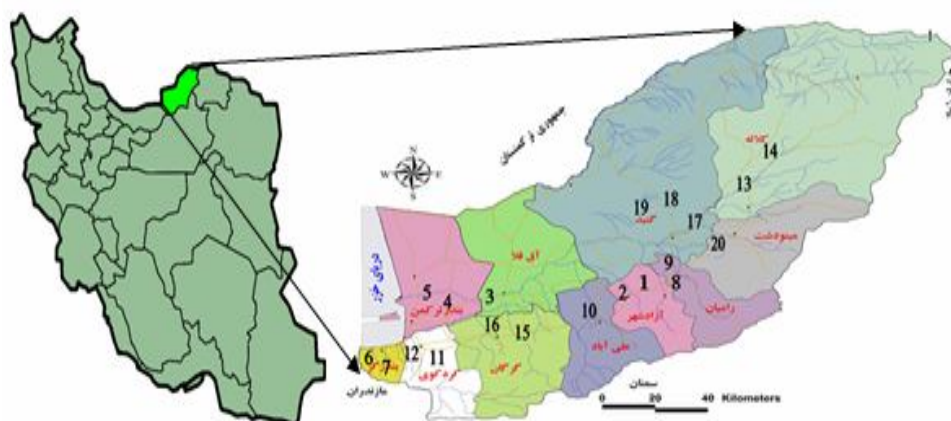 جمهوری ترکمنستان
N
W E
S
کلاله
14
13
19 18
گنبد
17
20
مینودشت
آق قلا
دریای خزر
9
5 4
بندر ترکمن
3
2 1
8
آزادشهر
رامیان
10
علی آباد
16 15
گرگان
12 11
کردکوی
6 7
مازندران
سمنان
0 20 40 Kilometers